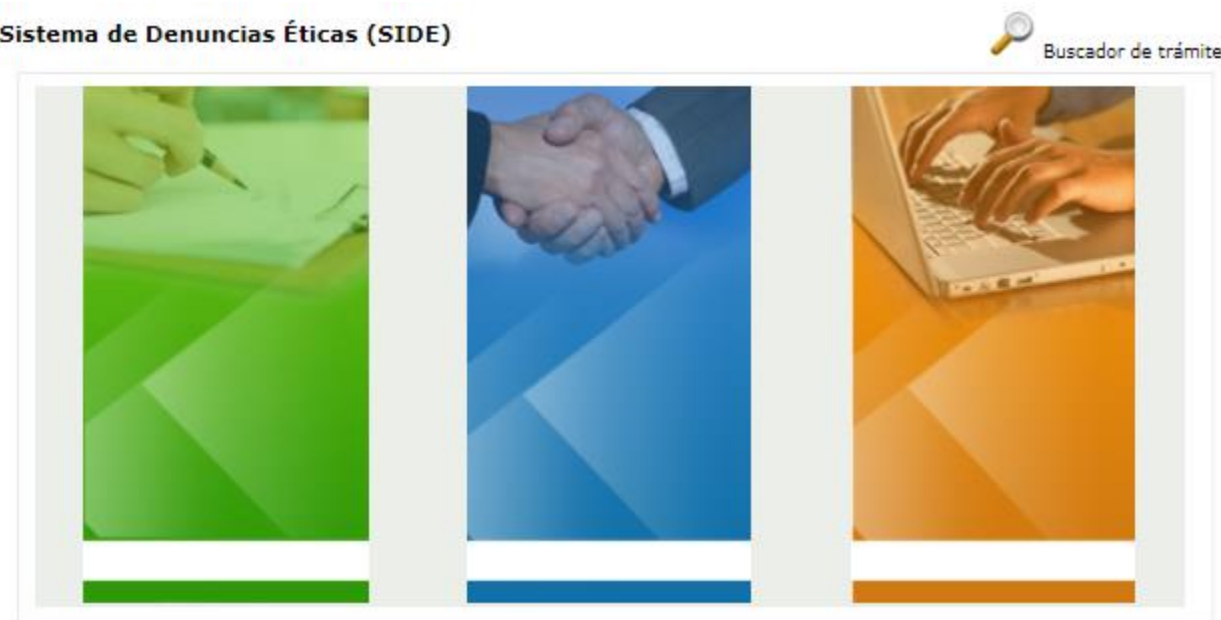 Sistema de Denuncias Éticas (SIDE)
Buscador de trámite